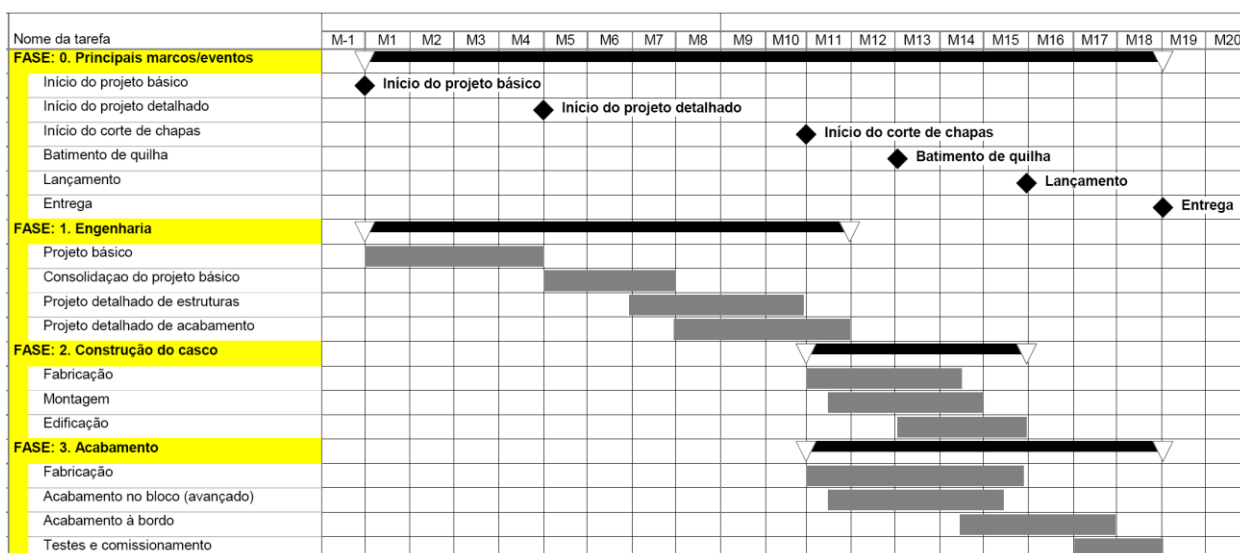 Nome da tarefa M-1 M1 M2 M3 M4 M5 M6 M7 M8 M9 M10 M11 M12 M13 M14 M15 M16 M17 M18 M19 M20
FASE: 0. Principais marcos/eventos
Início do projeto básico Início do projeto básico
Início do projeto detalhado Início do projeto detalhado
Início do corte de chapas Início do corte de chapas
Batimento de quilha Batimento de quilha
Lançamento Lançamento
Entrega Entrega
FASE: 1. Engenharia
Projeto básico
Consolidaçao do projeto básico
Projeto detalhado de estruturas
Projeto detalhado de acabamento
FASE: 2. Construção do casco
Fabricação
Montagem
Edificação
FASE: 3. Acabamento
Fabricação
Acabamento no bloco (avançado)
Acabamento à bordo
Testes e comissionamento